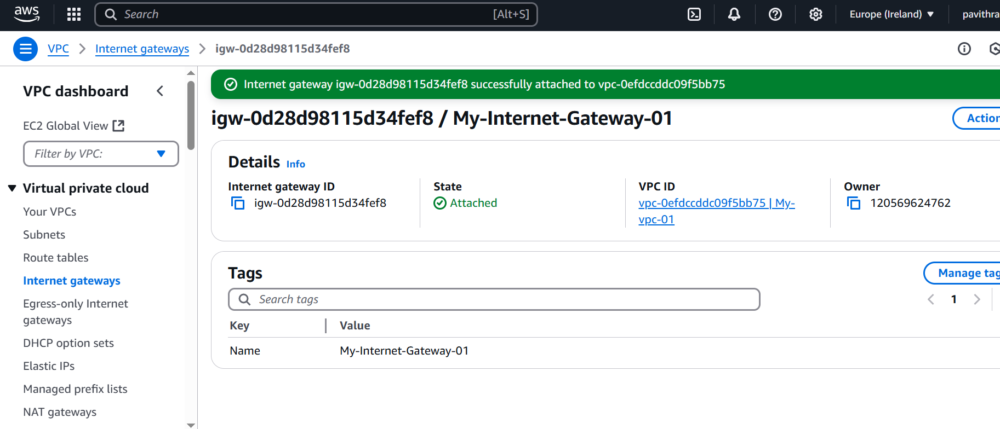 aws
Search [Alt+S]
Europe (Ireland)
pavithra
VPC
Internet gateways
igw-0d28d98115d34fef8
VPC dashboard
EC2 Global View
Filter by VPC:
Virtual private cloud
Your VPCs
Subnets
Route tables
Internet gateways
Egress-only Internet
gateways
DHCP option sets
Elastic IPs
Managed prefix lists
NAT gateways
Internet gateway igw-0d28d98115d34fef8 successfully attached to vpc-0efdccddc09f5bb75
igw-0d28d98115d34fef8 / My-Internet-Gateway-01
Action
Details Info
Internet gateway ID
igw-0d28d98115d34fef8
State
Attached
VPC ID
vpc-0efdccddc09f5bb75 | My-
vpc-01
Owner
120569624762
Tags
Manage tag
Search tags
1
Key Value
Name My-Internet-Gateway-01